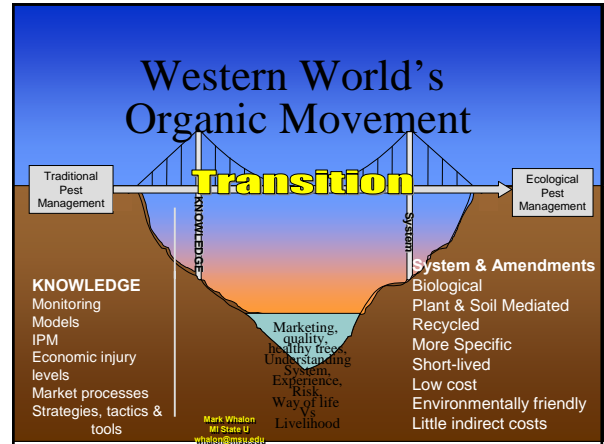 Western World's
Organic Movement
Traditional
Pest
Management
Transition
Ecological
Pest
Management
KNOWLEDGE
System
KNOWLEDGE
Monitoring
Models
IPM
Economic injury
levels
Market processes
Strategies, tactics &
tools
Marketing,
quality,
healthy trees,
Understanding
System,
Experience,
Risk,
Way of life
Vs
Livelihood
System & Amendments
Biological
Plant & Soil Mediated
Recycled
More Specific
Short-lived
Low cost
Environmentally friendly
Little indirect costs
Mark Whalon
MI State U
whalon@msu.edu